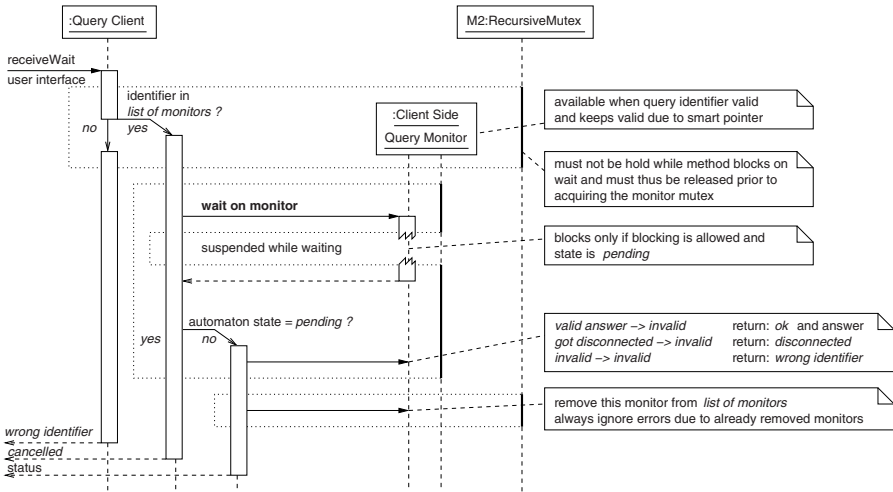 :Query Client
M2:RecursiveMutex
receiveWait
user interface
identifier in
list of monitors ?
no
yes
:Client Side
Query Monitor
available when query identifier valid
and keeps valid due to smart pointer
must not be hold while method blocks on
wait and must thus be released prior to
acquiring the monitor mutex
wait on monitor
suspended while waiting
blocks only if blocking is allowed and
state is pending
automaton state = pending ?
yes
no
valid answer −> invalid return: ok and answer
got disconnected −> invalid return: disconnected
invalid −> invalid return: wrong identifier
remove this monitor from list of monitors
always ignore errors due to already removed monitors
wrong identifier
cancelled
status